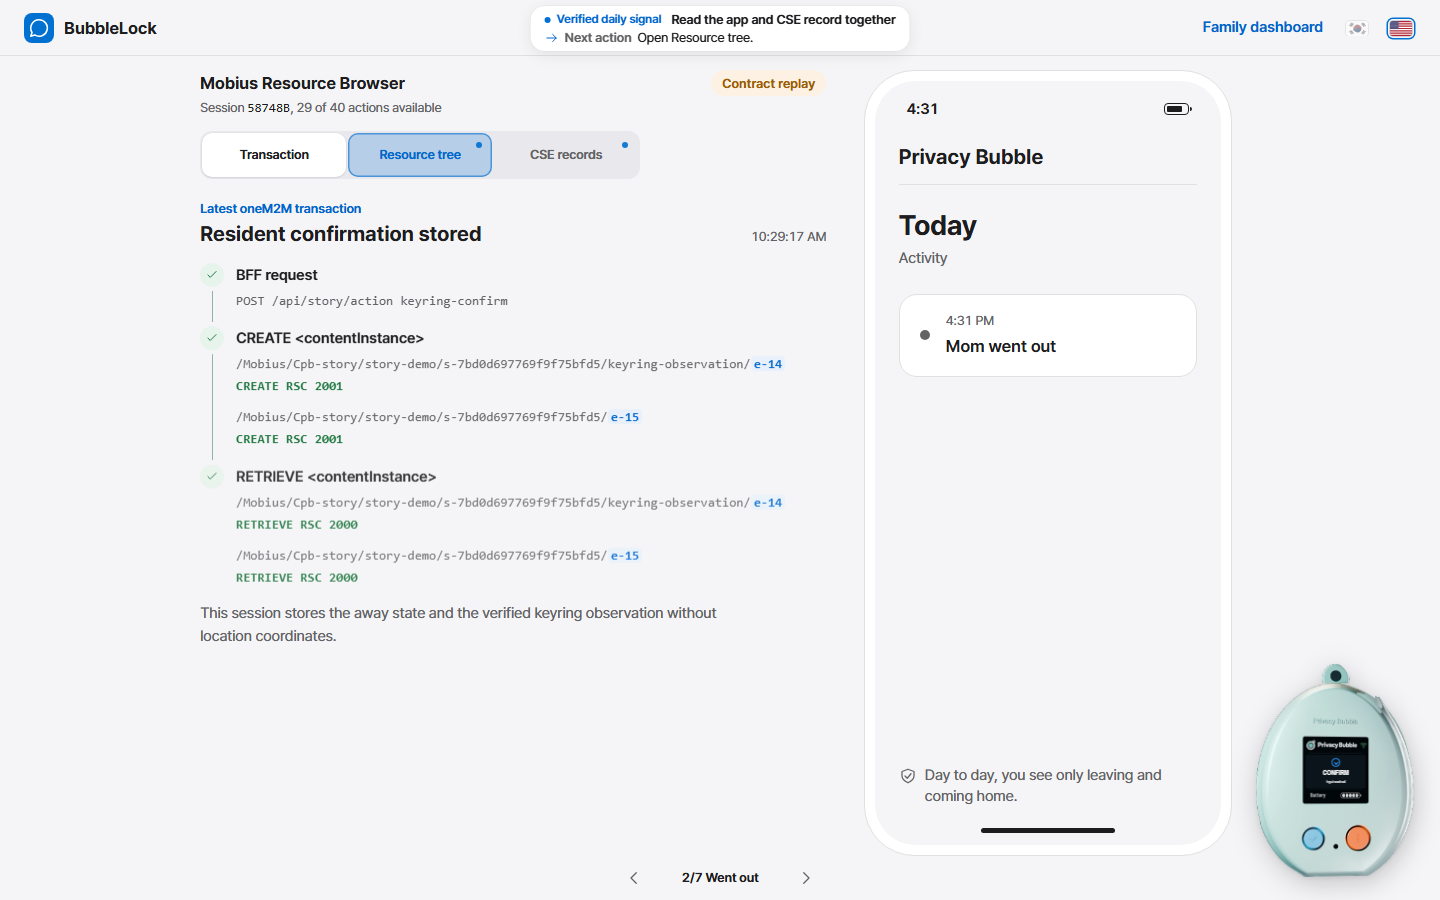 BubbleLock
Verified daily signal Read the app and CSE record together
→ Next action Open Resource tree.
Family dashboard
Mobius Resource Browser
Contract replay
Session 58748B, 29 of 40 actions available
Transaction
Resource tree
CSE records
Latest oneM2M transaction
Resident confirmation stored
10:29:17 AM
BFF request
POST /api/story/action keyring-confirm
CREATE <contentInstance>
/Mobius/Cpb-story/story-demo/s-7bd0d697769f9f75bfd5/keyring-observation/e-14
CREATE RSC 2001
/Mobius/Cpb-story/story-demo/s-7bd0d697769f9f75bfd5/e-15
CREATE RSC 2001
RETRIEVE <contentInstance>
/Mobius/Cpb-story/story-demo/s-7bd0d697769f9f75bfd5/keyring-observation/e-14
RETRIEVE RSC 2000
/Mobius/Cpb-story/story-demo/s-7bd0d697769f9f75bfd5/e-15
RETRIEVE RSC 2000
This session stores the away state and the verified keyring observation without
location coordinates.
4:31
Privacy Bubble
Today
Activity
4:31 PM
Mom went out
Day to day, you see only leaving and
coming home.
Privacy Bubble
Privacy Bubble
CONFIRM
Battery
2/7 Went out